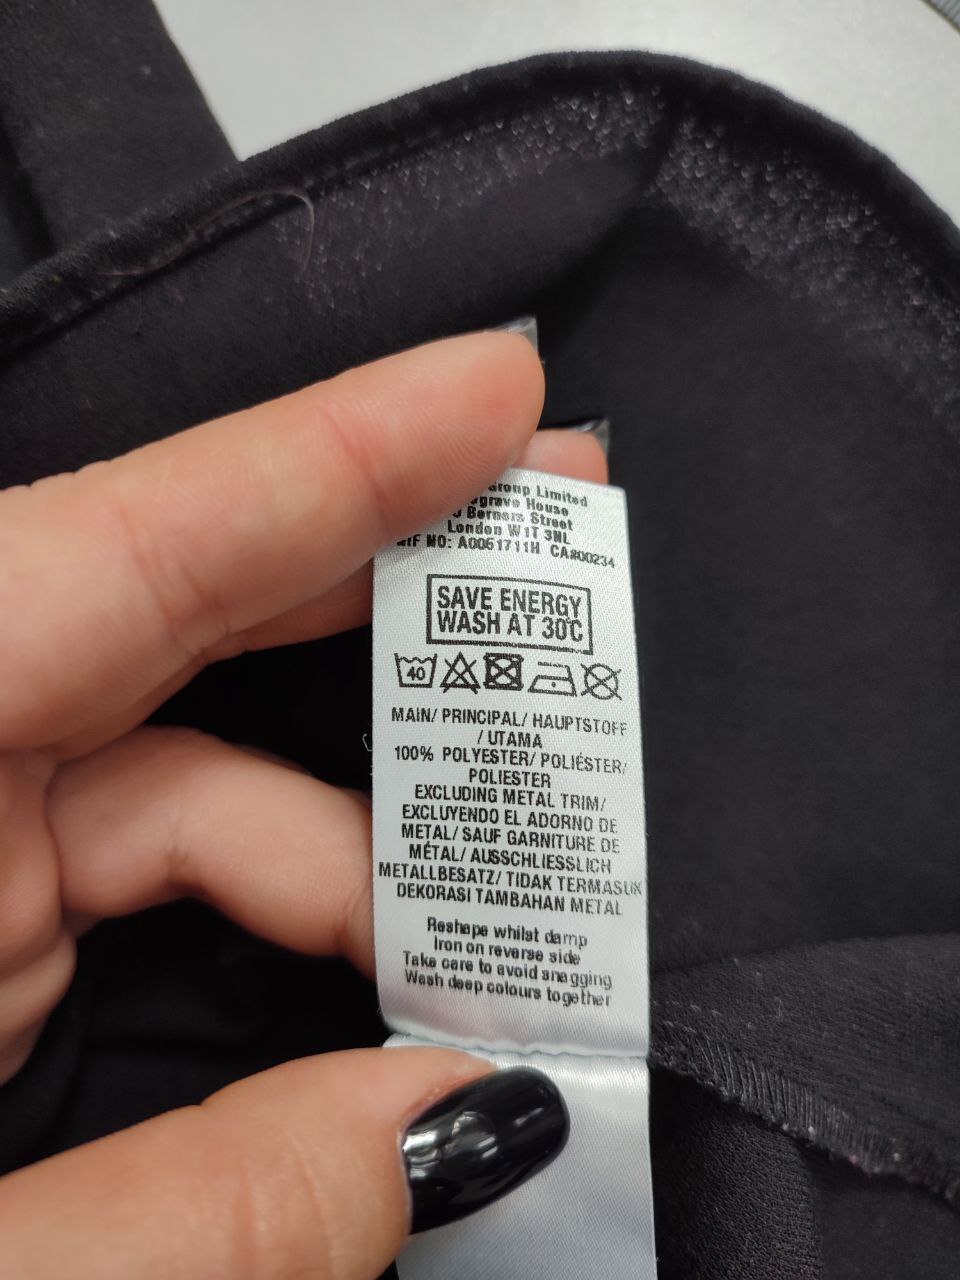 Group Limited
House
Berners Street
London W1T 3NL
NO: A0061711H CA#00234
SAVE ENERGY
WASH AT 30°C
40
MAIN/ PRINCIPAL/ HAUPTSTOFF
/ UTAMA
100% POLYESTER/ POLIÉSTER/
POLIESTER
EXCLUDING METAL TRIM/
EXCLUYENDO EL ADORNO DE
METAL/ SAUF GARNITURE DE
MÉTAL/ AUSSCHLIESSLICH
METALLBESATZ/ TIDAK TERMASUK
DEKORASI TAMBAHAN METAL
Reshape whilst damp
Iron on reverse side
Take care to avoid snagging
Wash deep colours together